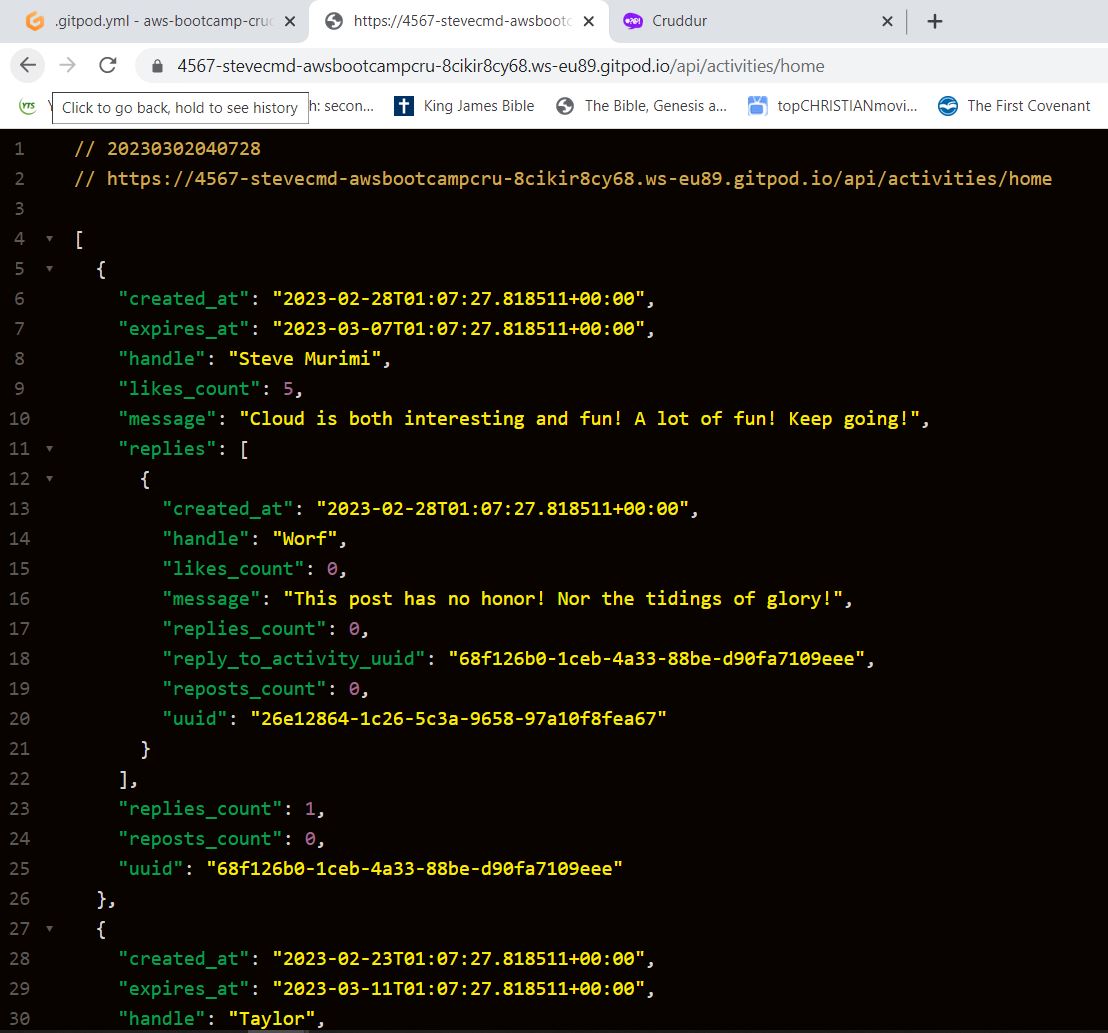 .gitpod.yml - aws-bootcamp-cruc
https://4567-stevecmd-awsbootc
Cruddur
4567-stevecmd-awsbootcampcru-8cikir8cy68.ws-eu89.gitpod.io/api/activities/home
YTS
Click to go back, hold to see history
h: secon...
King James Bible
The Bible, Genesis a...
topCHRISTIANmovi...
The First Covenant
1 // 20230302040728
2 // https://4567-stevecmd-awsbootcampcru-8cikir8cy68.ws-eu89.gitpod.io/api/activities/home
3
4 [
5 {
6 "created_at": "2023-02-28T01:07:27.818511+00:00",
7 "expires_at": "2023-03-07T01:07:27.818511+00:00",
8 "handle": "Steve Murimi",
9 "likes_count": 5,
10 "message": "Cloud is both interesting and fun! A lot of fun! Keep going!",
11 "replies": [
12 {
13 "created_at": "2023-02-28T01:07:27.818511+00:00",
14 "handle": "Worf",
15 "likes_count": 0,
16 "message": "This post has no honor! Nor the tidings of glory!",
17 "replies_count": 0,
18 "reply_to_activity_uuid": "68f126b0-1ceb-4a33-88be-d90fa7109eee",
19 "reposts_count": 0,
20 "uuid": "26e12864-1c26-5c3a-9658-97a10f8fea67"
21 }
22 ],
23 "replies_count": 1,
24 "reposts_count": 0,
25 "uuid": "68f126b0-1ceb-4a33-88be-d90fa7109eee"
26 },
27 {
28 "created_at": "2023-02-23T01:07:27.818511+00:00",
29 "expires_at": "2023-03-11T01:07:27.818511+00:00",
30 "handle": "Taylor",